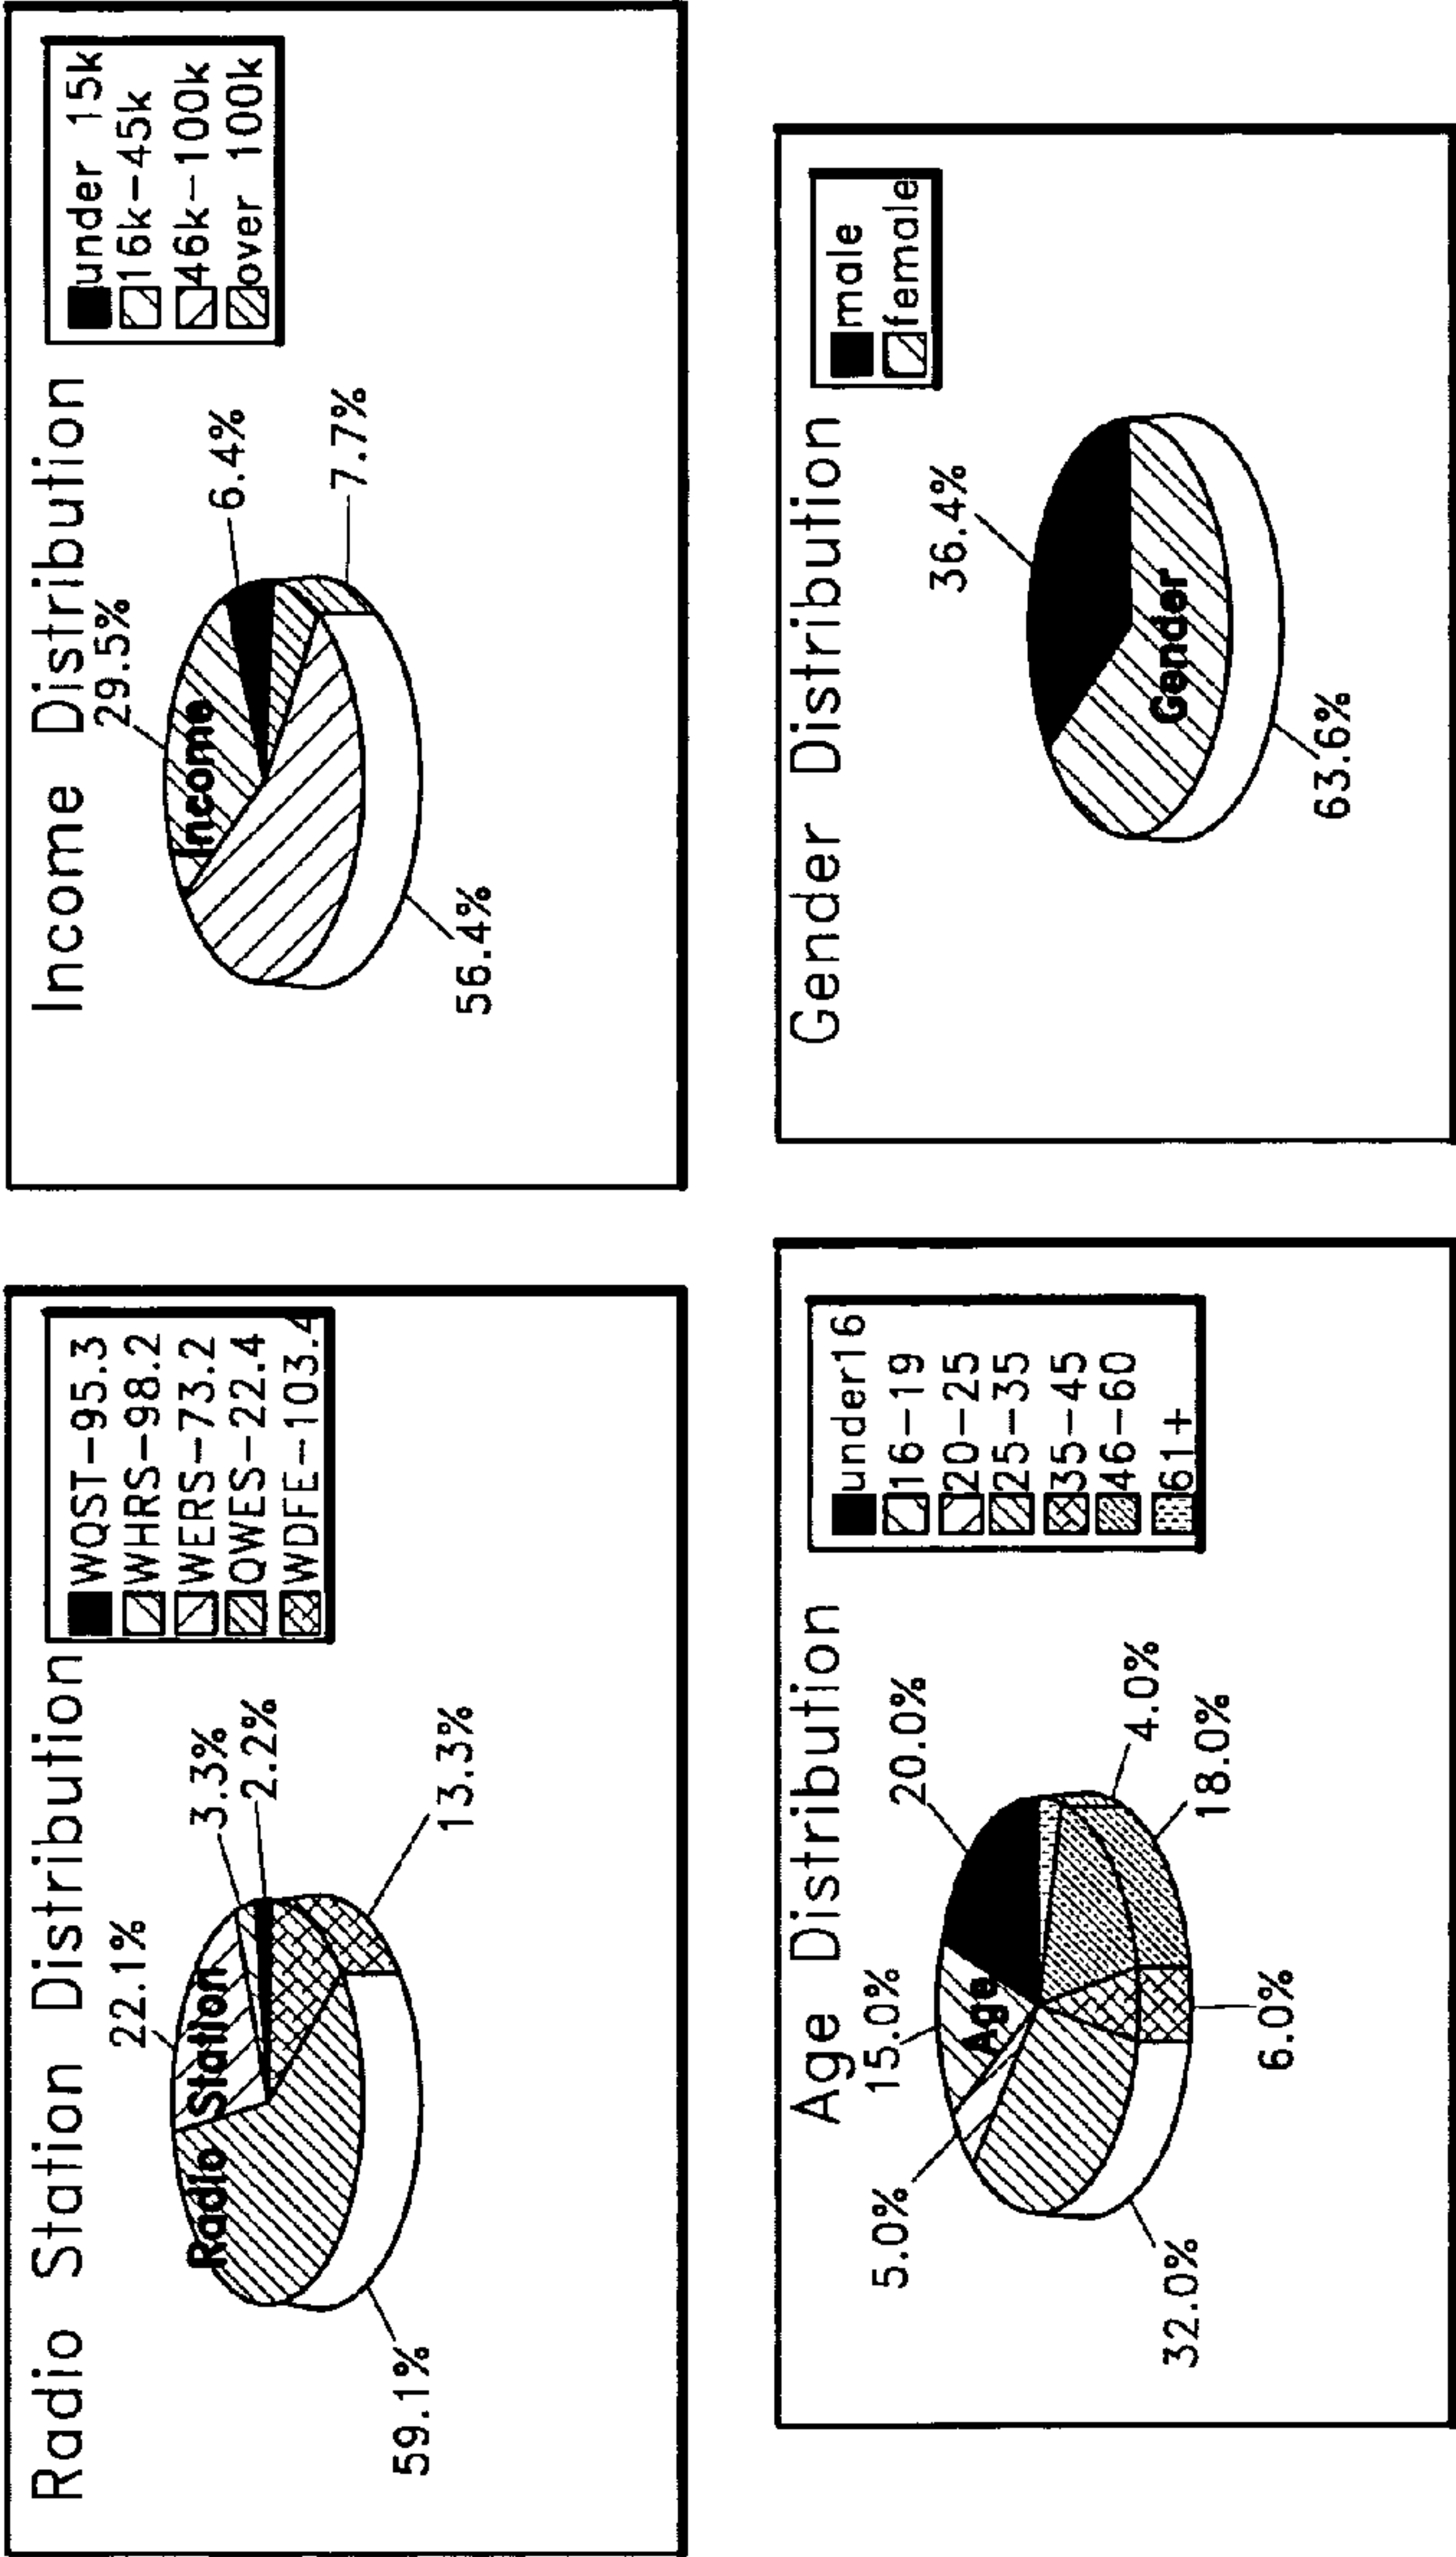 Radio Station Distribution
WQST-95.3
WHRS-98.2
WERS-73.2
QWES-22.4
WDFE-103.4
22.1%
3.3%
2.2%
13.3%
59.1%
Radio Station
Income Distribution
under 15k
16k-45k
46k-100k
over 100k
29.5%
6.4%
7.7%
56.4%
Income
Age Distribution
under16
16-19
20-25
25-35
35-45
46-60
61+
20.0%
15.0%
5.0%
4.0%
18.0%
6.0%
32.0%
Age
Gender Distribution
male
female
36.4%
63.6%
Gender